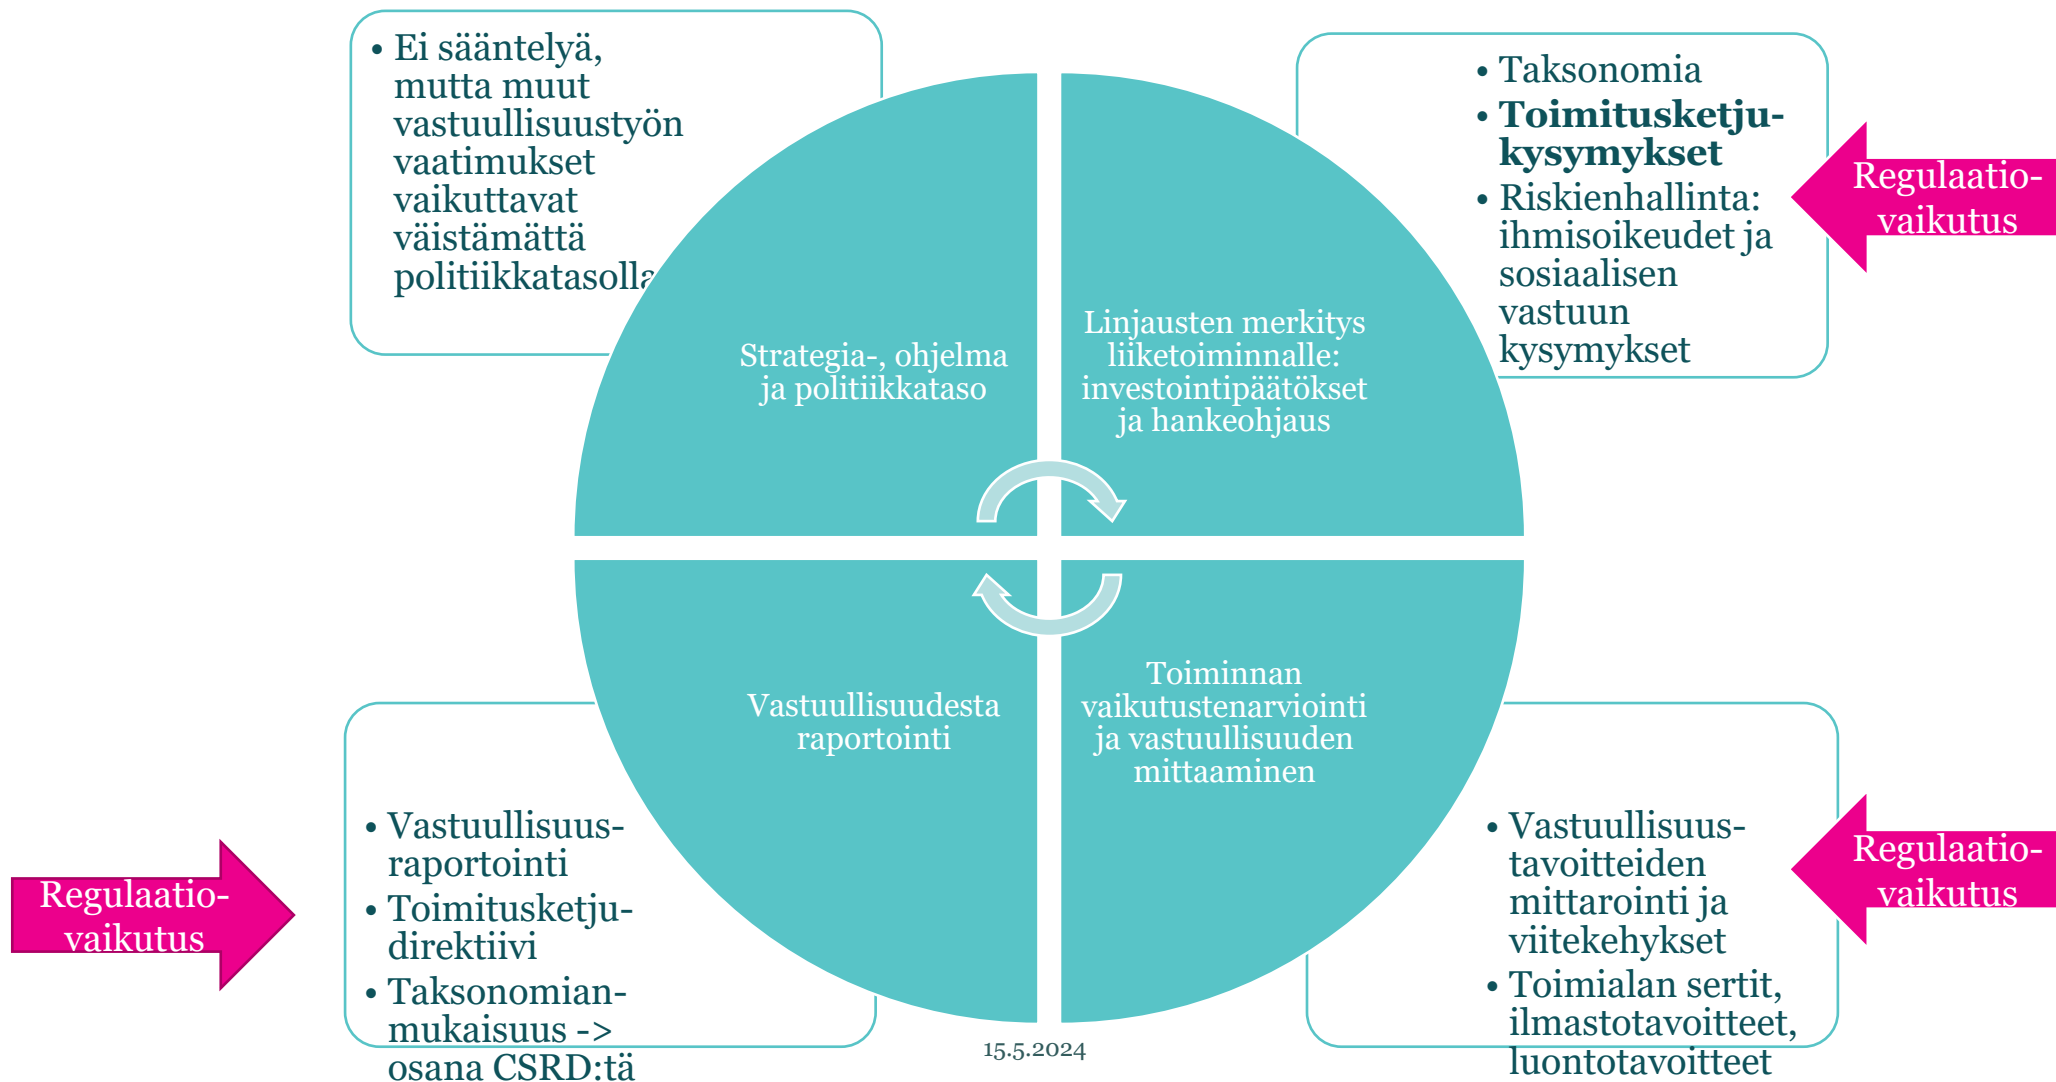 • Ei sääntelyä,
mutta muut
vastuullisuustyön
vaatimukset
vaikuttavat
väistämättä
politiikkatasolla
• Taksonomia
• Toimitusketju-
kysymykset
• Riskienhallinta:
ihmisoikeudet ja
sosiaalisen
vastuun
kysymykset
Regulaatio-
vaikutus
Strategia-, ohjelma
ja politiikkataso
Linjausten merkitys
liiketoiminnalle:
investointipäätökset
ja hankeohjaus
Vastuullisuudesta
raportointi
Toiminnan
vaikutustenarviointi
ja vastuullisuuden
mittaaminen
Regulaatio-
vaikutus
• Vastuullisuus-
raportointi
• Toimitusketju-
direktiivi
• Taksonomian-
mukaisuus ->
osana CSRD:tä
• Vastuullisuus-
tavoitteiden
mittarointi ja
viitekehykset
• Toimialan sertit,
ilmastotavoitteet,
luontotavoitteet
Regulaatio-
vaikutus
15.5.2024